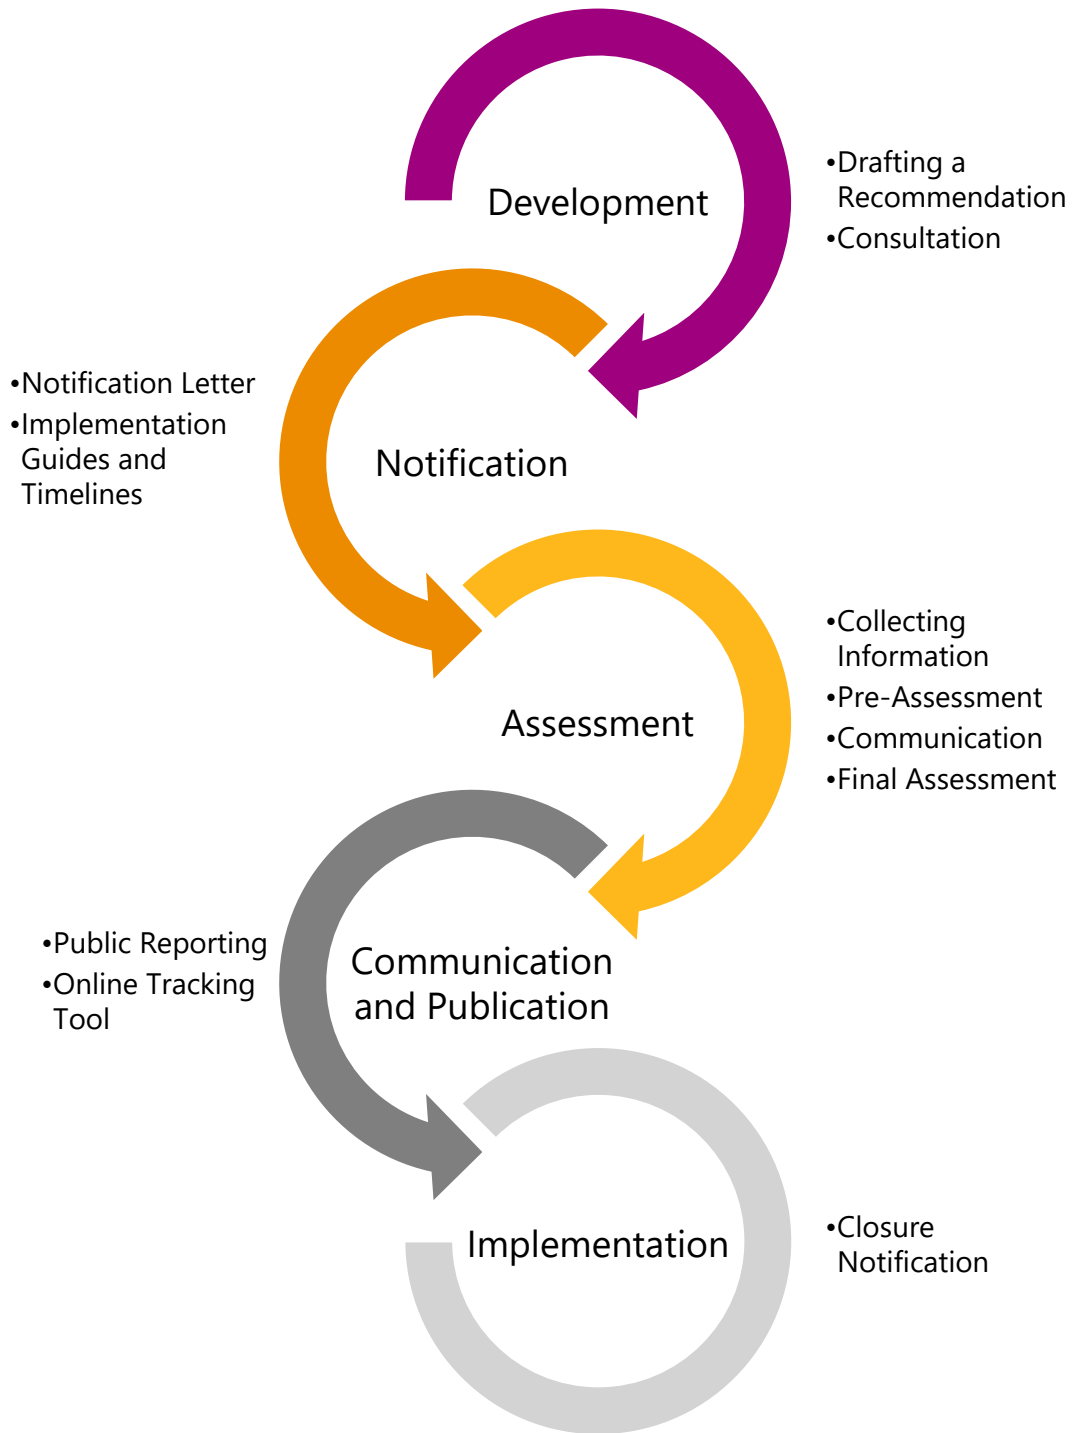 Development
•Drafting a
Recommendation
•Consultation
•Notification Letter
•Implementation
Guides and
Timelines
Notification
Assessment
•Collecting
Information
•Pre-Assessment
•Communication
•Final Assessment
•Public Reporting
•Online Tracking
Tool
Communication
and Publication
Implementation
•Closure
Notification